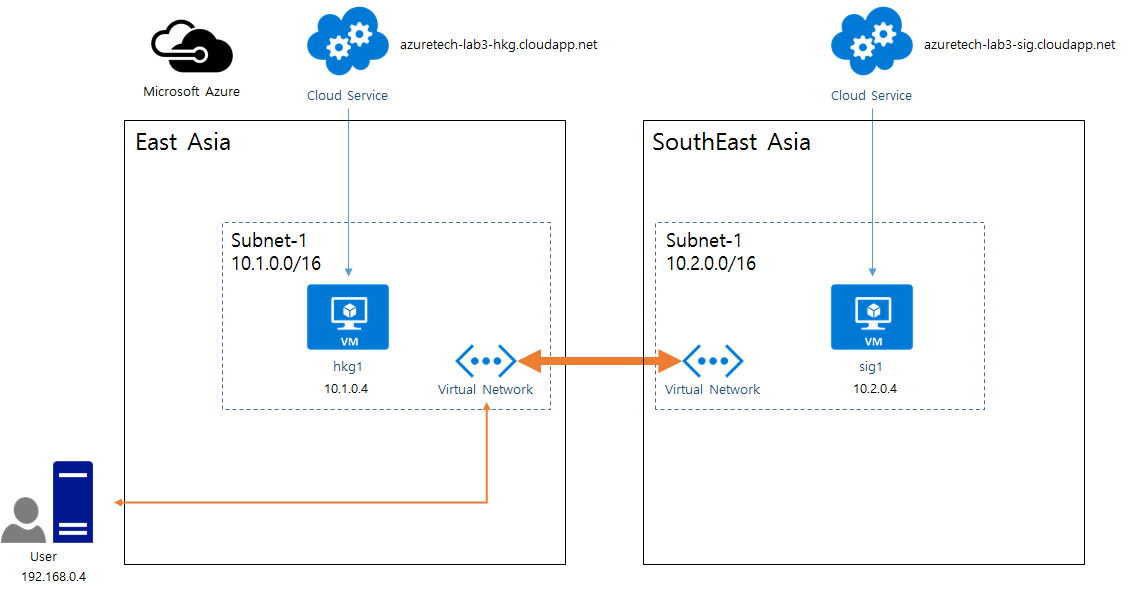 azuretech-lab3-hkg.cloudapp.net
azuretech-lab3-sig.cloudapp.net
Microsoft Azure
Cloud Service
Cloud Service
East Asia
SouthEast Asia
Subnet-1
10.1.0.0/16
Subnet-1
10.2.0.0/16
VM
VM
hkg1
sig1
10.1.0.4
Virtual Network
Virtual Network
10.2.0.4
User
192.168.0.4